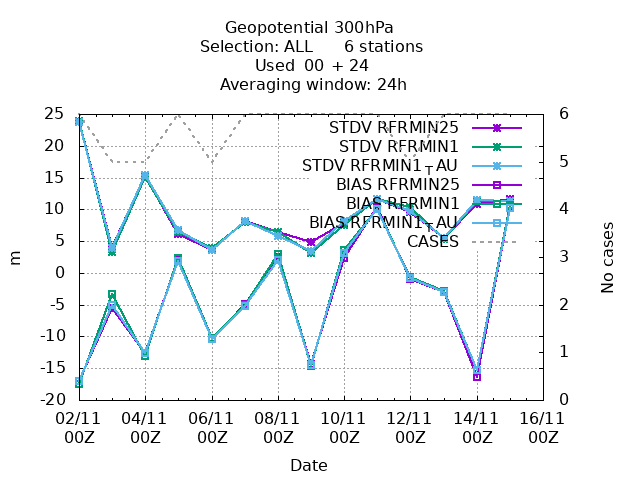 Geopotential 300hPa
Selection: ALL 6 stations
Used 00 + 24
Averaging window: 24h
25
20
15
10
5
0
-5
-10
-15
-20
m
6
5
4
3
2
1
0
No cases
STDV RFRMIN25
STDV RFRMIN1
STDV RFRMIN1TAU
BIAS RFRMIN25
BIAS RFRMIN1
BIAS RFRMIN1TAU
CASES
02/11 04/11 06/11 08/11 10/11 12/11 14/11 16/11
00Z 00Z 00Z 00Z 00Z 00Z 00Z 00Z
Date